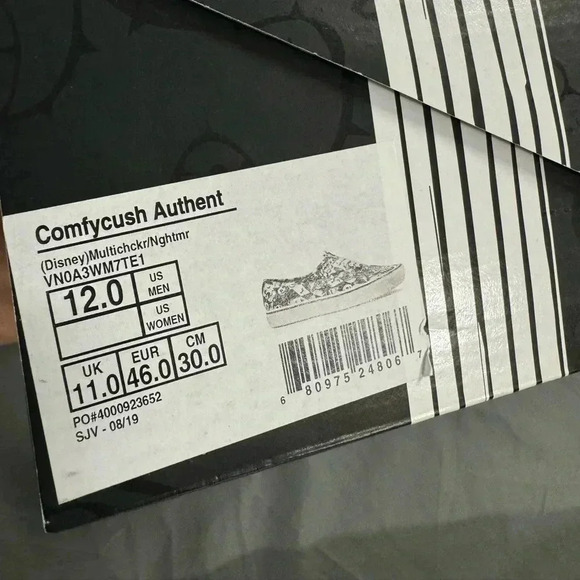 Comfycush Authent
(Disney)Multichckr/Nghtmr
VN0A3WM7TE1
12.0 US MEN
US WOMEN
UK 11.0 EUR 46.0 CM 30.0
PO#4000923652
SJV - 08/19
6 80975 24806 7